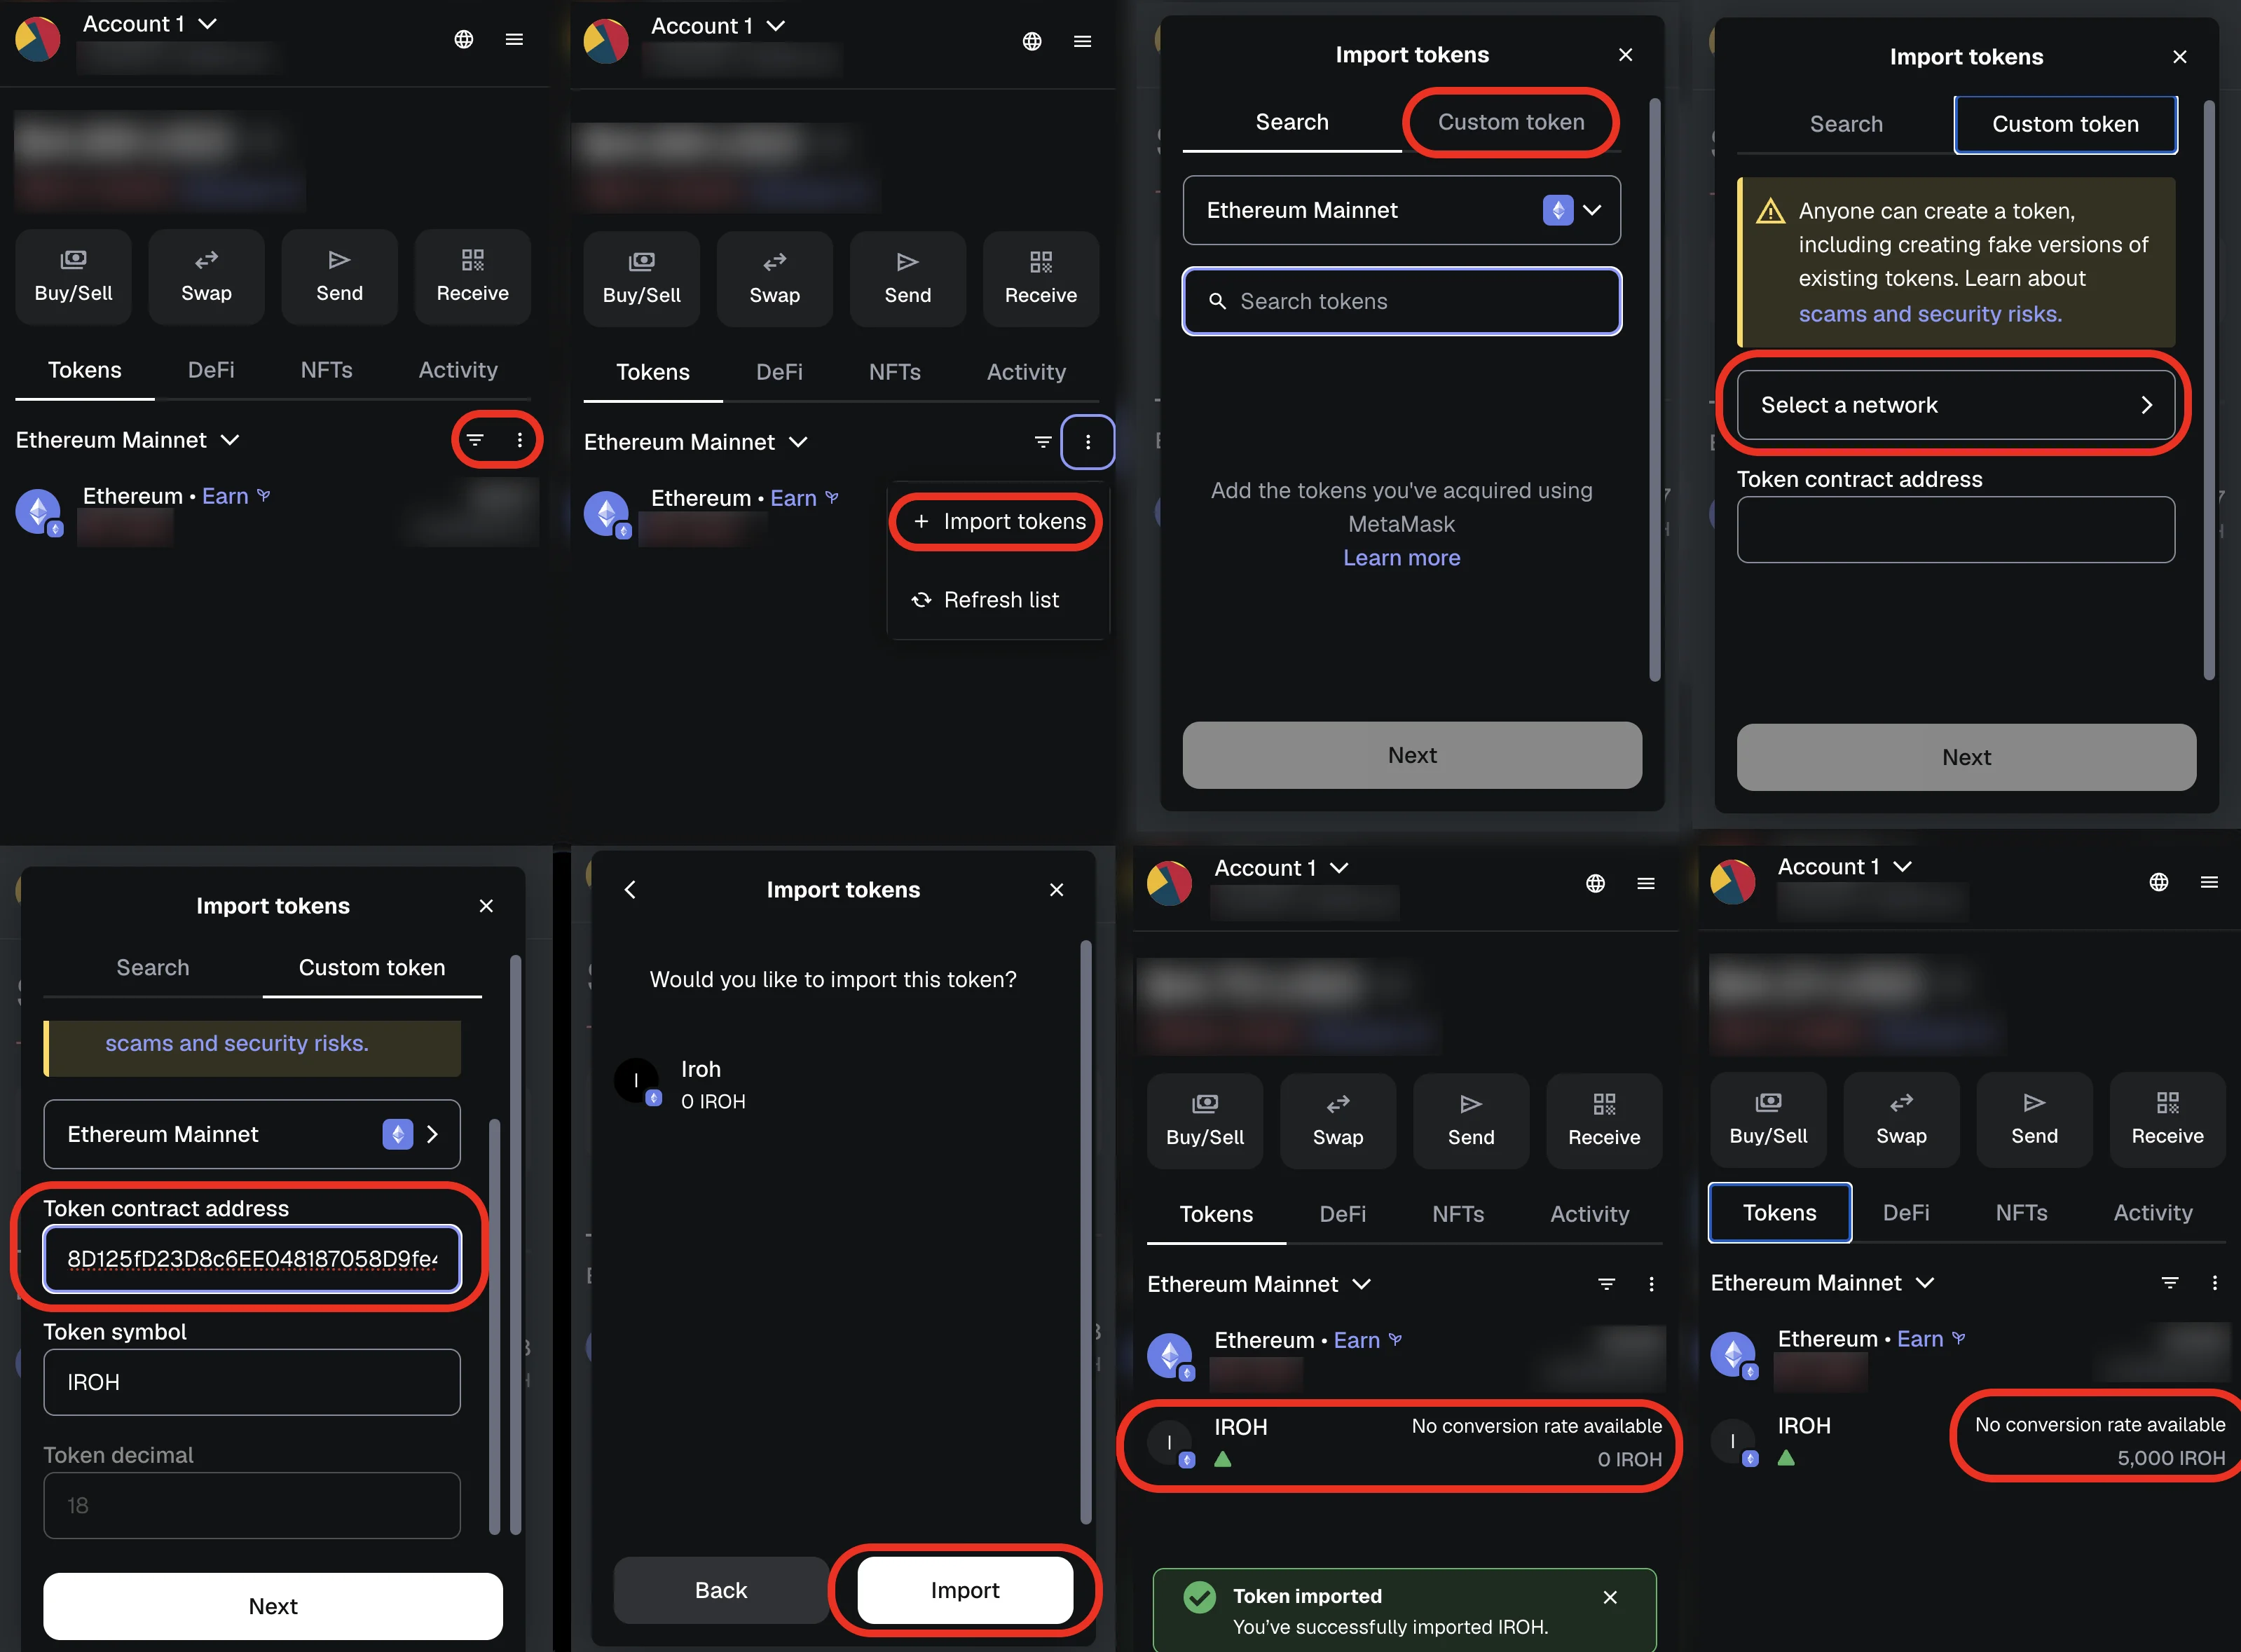 Account 1
Buy/Sell
Swap
Send
Receive
Tokens
DeFi
NFTs
Activity
Ethereum Mainnet
Ethereum • Earn
Account 1
Buy/Sell
Swap
Send
Receive
Tokens
DeFi
NFTs
Activity
Ethereum Mainnet
Ethereum • Earn
+ Import tokens
Refresh list
Import tokens
Search
Custom token
Ethereum Mainnet
Search tokens
Add the tokens you've acquired using
MetaMask
Learn more
Next
Import tokens
Search
Custom token
Anyone can create a token,
including creating fake versions of
existing tokens. Learn about
scams and security risks.
Select a network
Token contract address
Next
Import tokens
Search
Custom token
scams and security risks.
Ethereum Mainnet
Token contract address
8D125fD23D8c6EE048187058D9fe4
Token symbol
IROH
Token decimal
18
Next
Import tokens
Would you like to import this token?
I
Iroh
0 IROH
Back
Import
Account 1
Buy/Sell
Swap
Send
Receive
Tokens
DeFi
NFTs
Activity
Ethereum Mainnet
Ethereum • Earn
I
IROH
No conversion rate available
0 IROH
Token imported
You've successfully imported IROH.
Account 1
Buy/Sell
Swap
Send
Receive
Tokens
DeFi
NFTs
Activity
Ethereum Mainnet
Ethereum • Earn
I
IROH
No conversion rate available
5,000 IROH